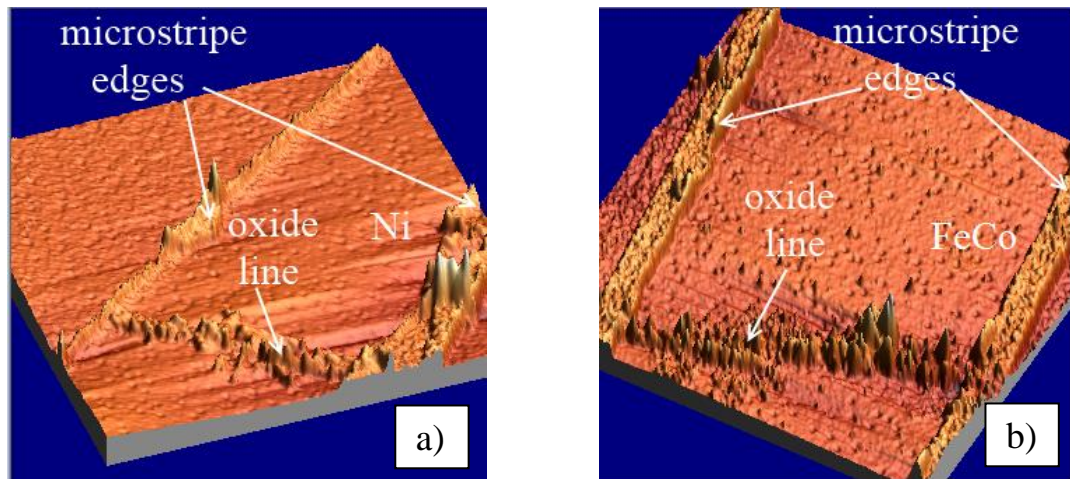 microstripe
edges
oxide
line
Ni
a)
microstripe
edges
oxide
line
FeCo
b)